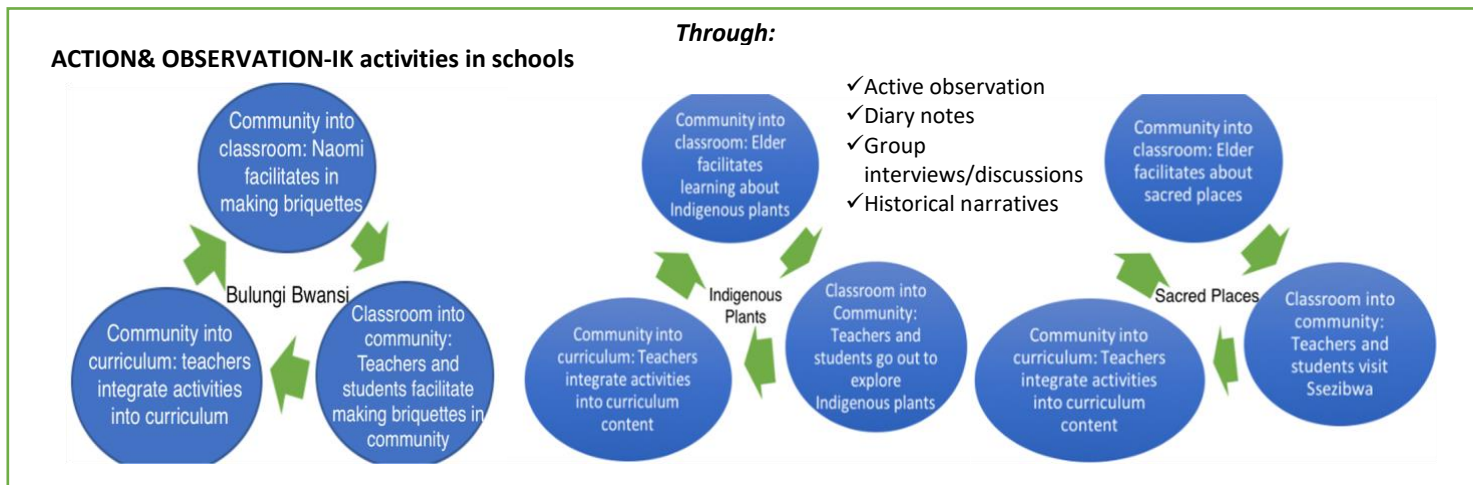 Through:
ACTION& OBSERVATION-IK activities in schools
Community into
classroom: Naomi
facilitates in
making briquettes
Bulungi Bwansi
Classroom into
community:
Teachers and
students facilitate
making briquettes in
community
Community into
curriculum: teachers
integrate activities
into curriculum
Community into
classroom: Elder
facilitates
learning about
Indigenous plants
Indigenous
Plants
Classroom into
Community:
Teachers and
students go out to
explore
Indigenous plants
Community into
curriculum: Teachers
integrate activities
into curriculum
content
✓Active observation
✓Diary notes
✓Group
interviews/discussions
✓Historical narratives
Community into
classroom: Elder
facilitates about
sacred places
Sacred Places
Classroom into
community:
Teachers and
students visit
Ssezibwa
Community into
curriculum: Teachers
integrate activities
into curriculum
content